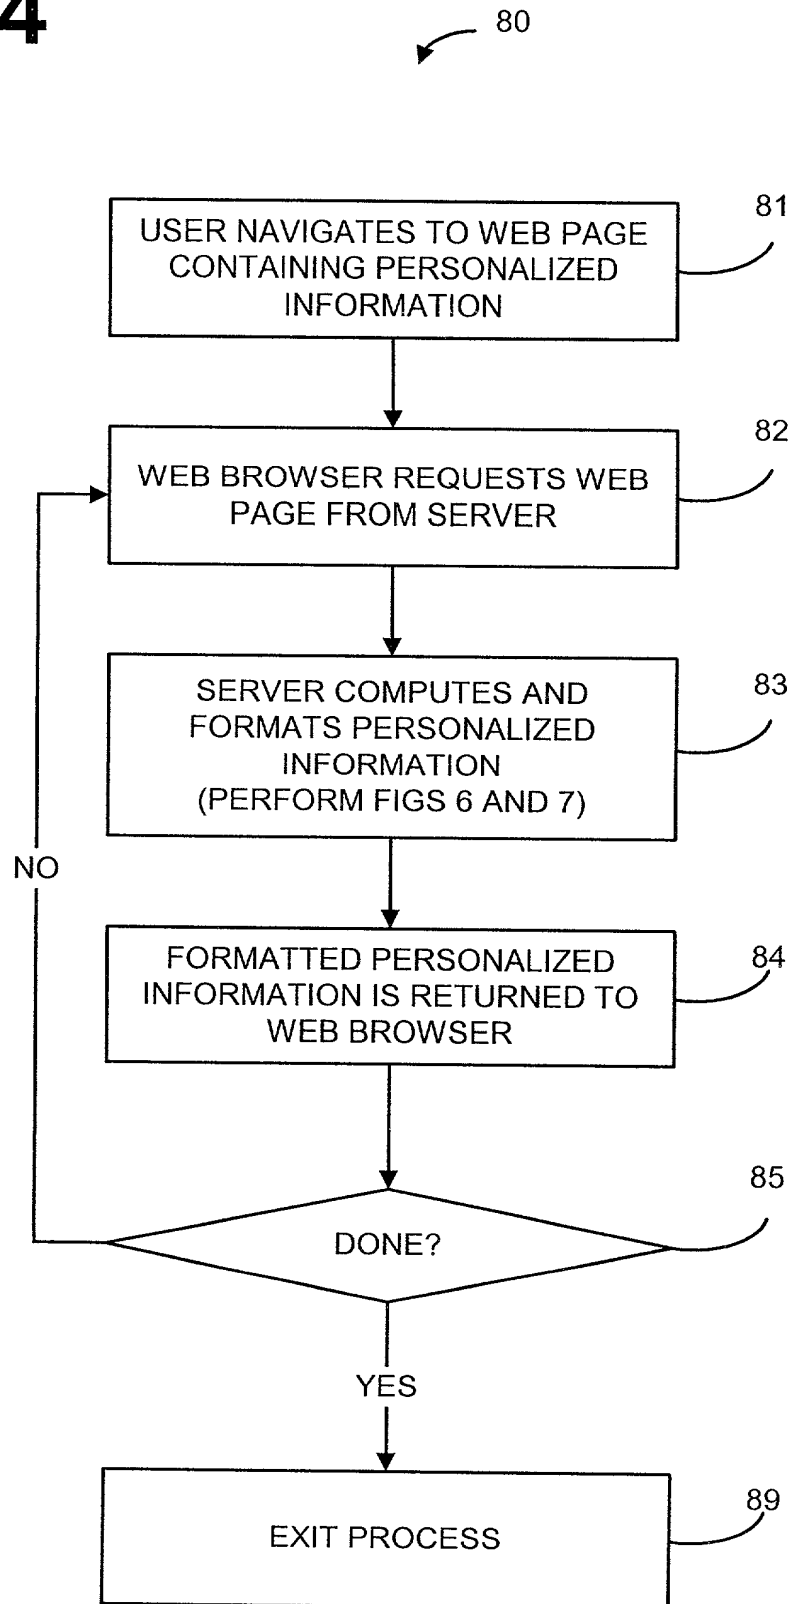 4
80
81
USER NAVIGATES TO WEB PAGE
CONTAINING PERSONALIZED
INFORMATION
82
WEB BROWSER REQUESTS WEB
PAGE FROM SERVER
83
SERVER COMPUTES AND
FORMATS PERSONALIZED
INFORMATION
(PERFORM FIGS 6 AND 7)
NO
84
FORMATTED PERSONALIZED
INFORMATION IS RETURNED TO
WEB BROWSER
85
DONE?
YES
89
EXIT PROCESS